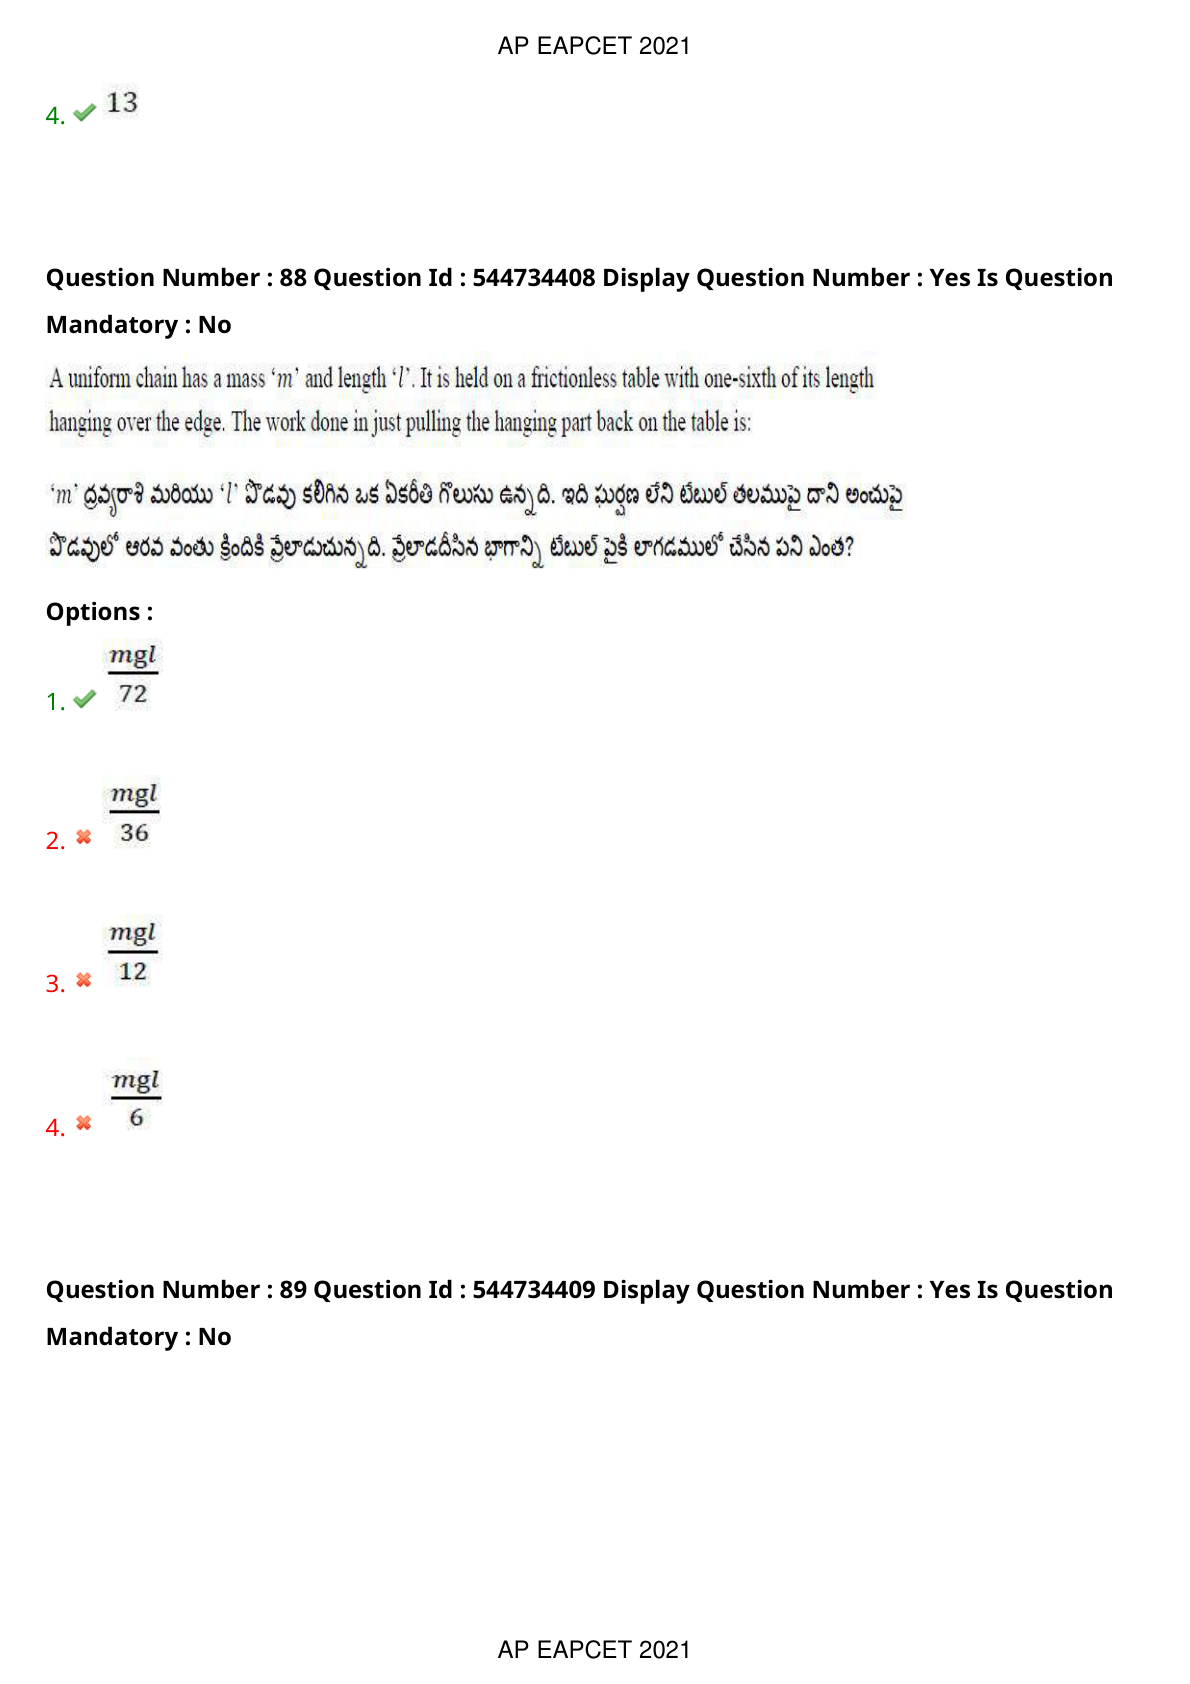 AP EAPCET 2021
4. 13
Question Number : 88 Question Id : 544734408 Display Question Number : Yes Is Question
Mandatory : No
A uniform chain has a mass ‘m’ and length ‘l’. It is held on a frictionless table with one-sixth of its length
hanging over the edge. The work done in just pulling the hanging part back on the table is:
‘m’ ద్రవ్యరాశి మరియు ‘l’ పొడవు కలిగిన ఒక ఏకరీతి గొలుసు ఉన్నది. ఇది ఘర్షణ లేని టేబుల్ తలముపై దాని అంచుపై
పొడవులో ఆరవ వంతు క్రిందికి వ్రేలాడుచున్నది. వ్రేలాడదీసిన భాగాన్ని టేబుల్ పైకి లాగడములో చేసిన పని ఎంత?
Options :
mgl
72
1.
mgl
36
2.
mgl
12
3.
mgl
6
4.
Question Number : 89 Question Id : 544734409 Display Question Number : Yes Is Question
Mandatory : No
AP EAPCET 2021